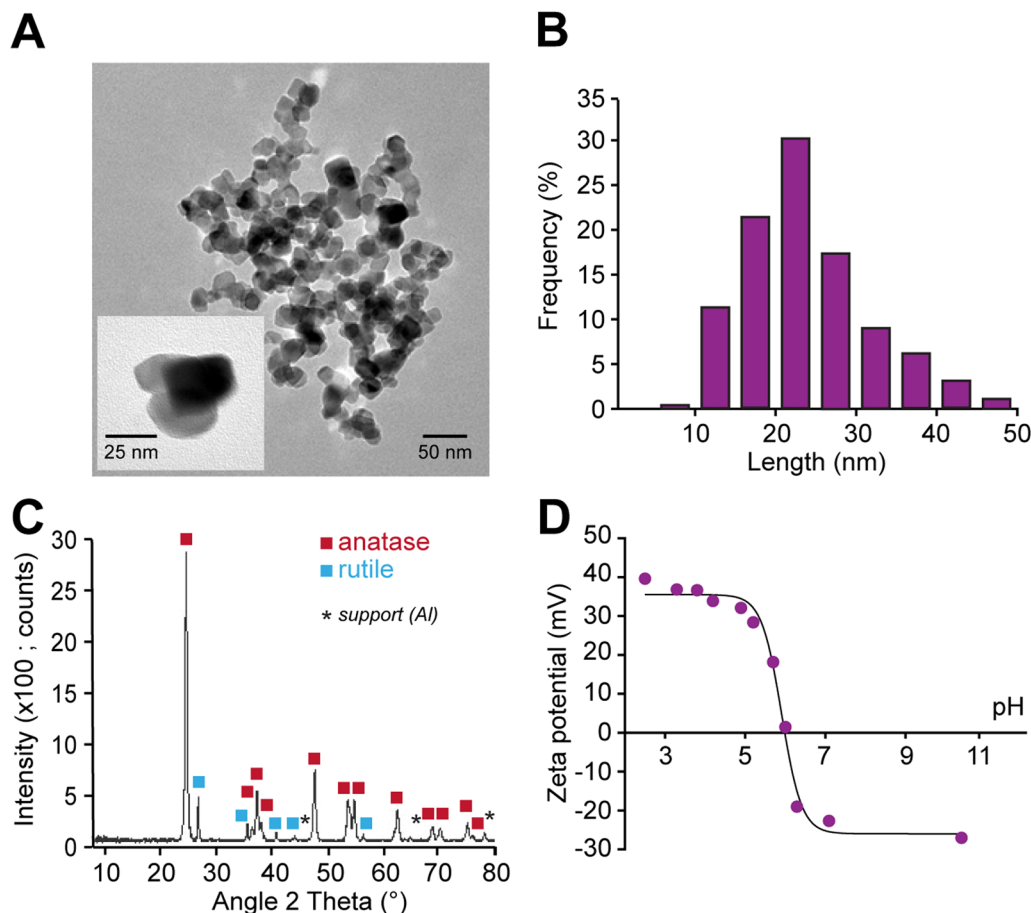 A
25 nm
50 nm
B
Frequency (%)
35
30
25
20
15
10
5
0
10 20 30 40 50
Length (nm)
C
Intensity (x100 ; counts)
30
25
20
15
10
5
0
anatase
rutile
* support (Al)
*
*
*
10 20 30 40 50 60 70 80
Angle 2 Theta (°)
D
Zeta potential (mV)
50
40
30
20
10
0
-10
-20
-30
pH
3 5 7 9 11